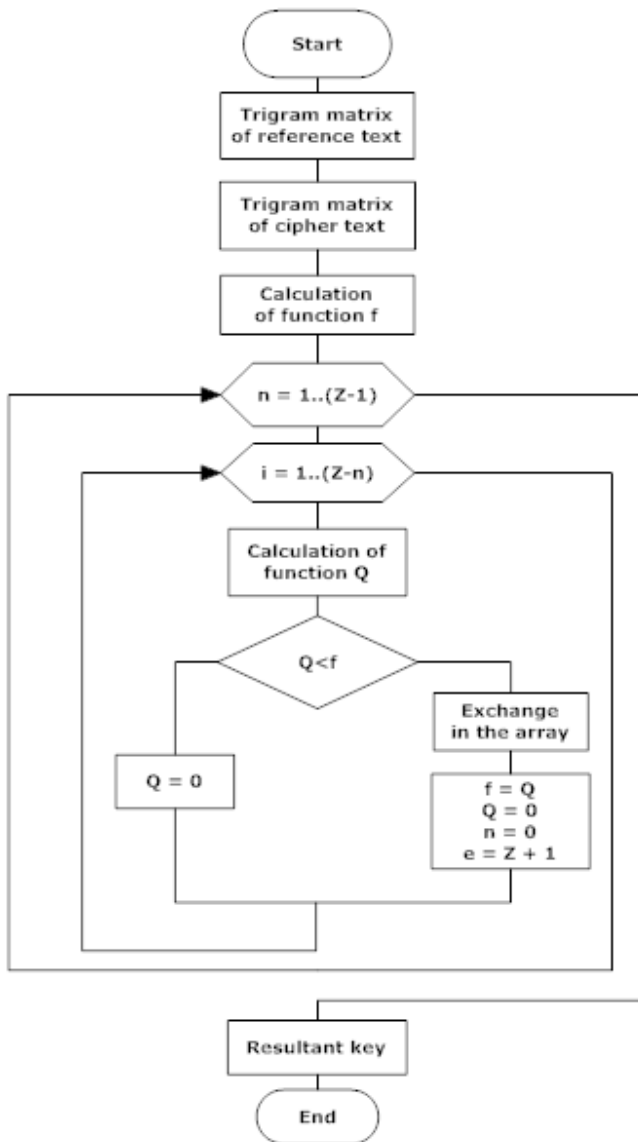 Start
Trigram matrix
of reference text
Trigram matrix
of cipher text
Calculation
of function f
n = 1..(Z-1)
i = 1..(Z-n)
Calculation of
function Q
Q<f
Exchange
in the array
Q = 0
f = Q
Q = 0
n = 0
e = Z + 1
Resultant key
End